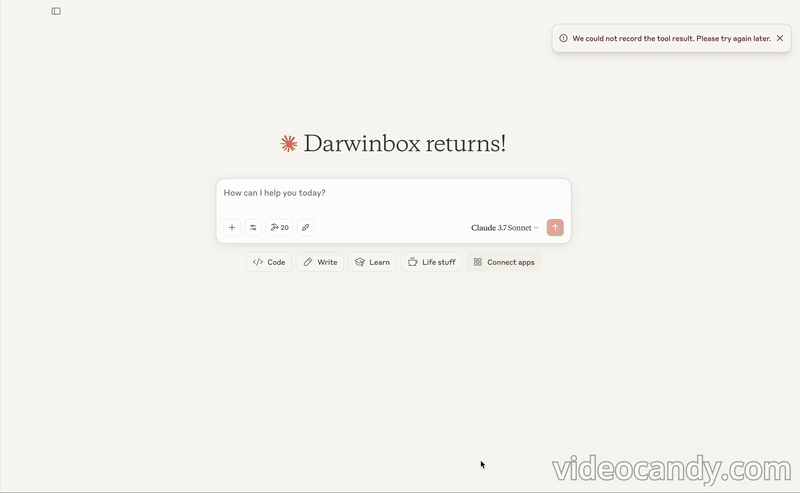 We could not record the tool result. Please try again later.
Darwinbox returns!
How can I help you today?
20
Claude 3.7 Sonnet
Code
Write
Learn
Life stuff
Connect apps
videocandy.com